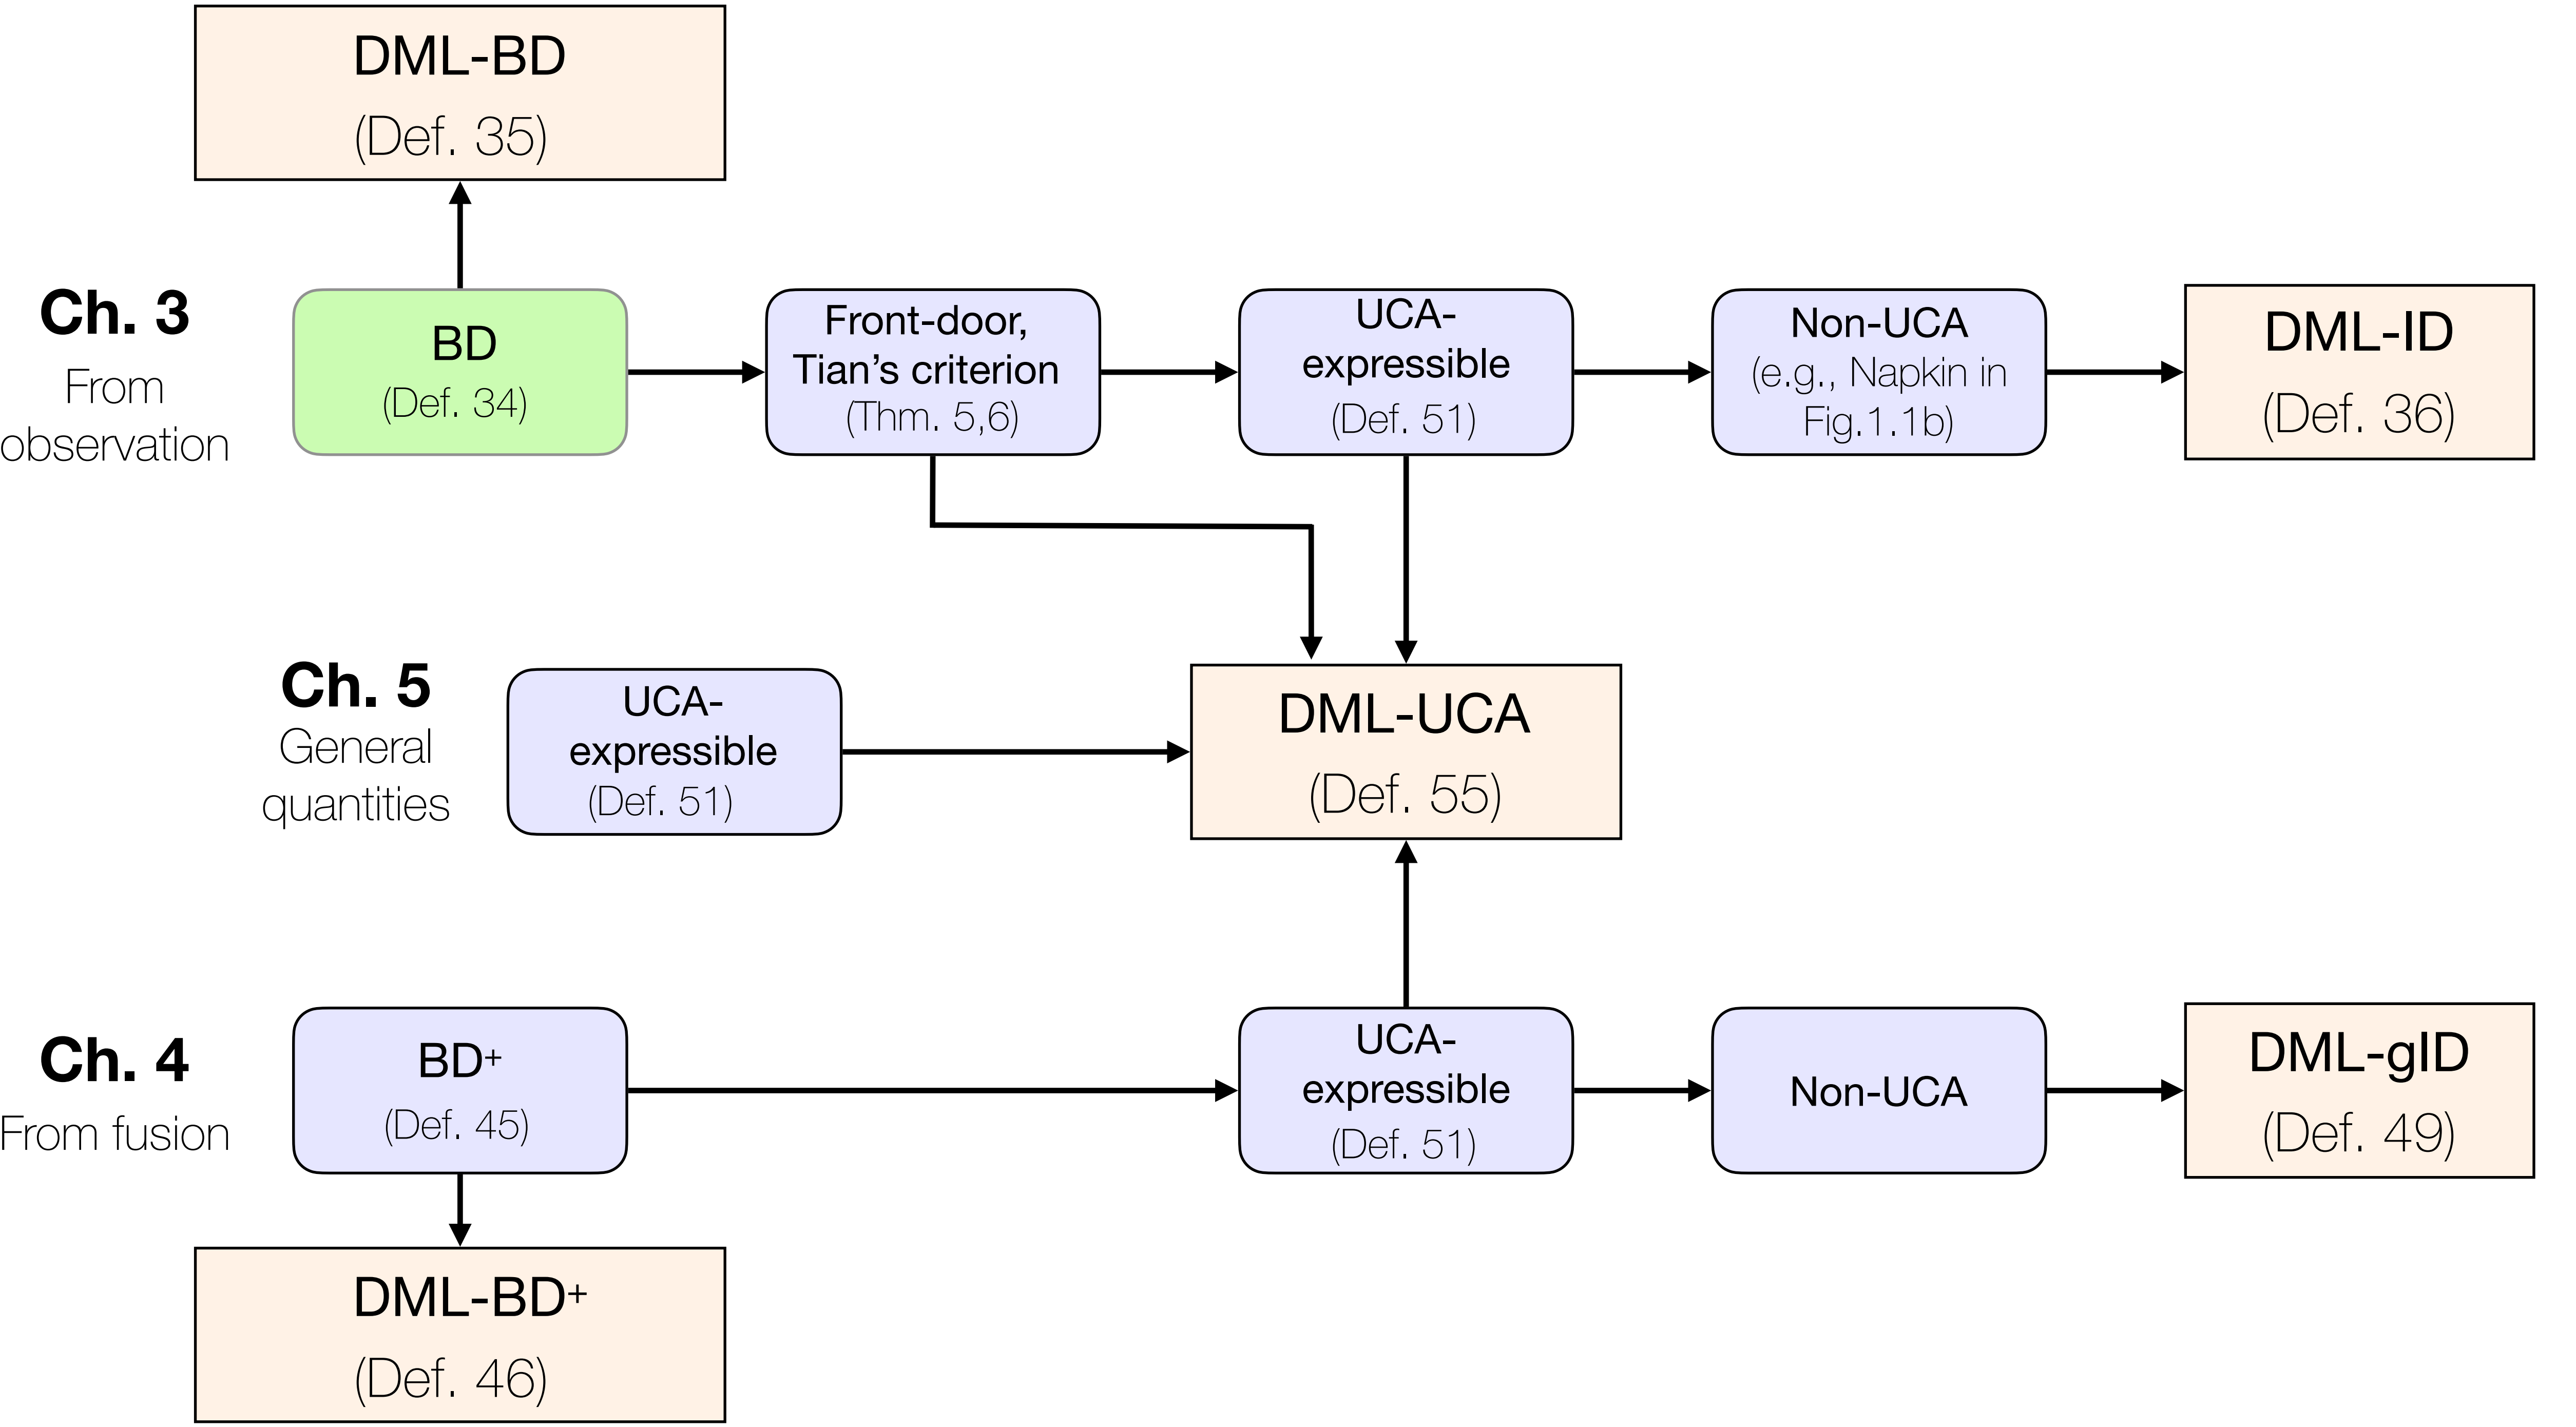 DML-BD
(Def. 35)
Ch. 3
From
observation
BD
(Def. 34)
Front-door,
Tian's criterion
(Thm. 5,6)
UCA-
expressible
(Def. 51)
Non-UCA
(e.g., Napkin in
Fig.1.1b)
DML-ID
(Def. 36)
Ch. 5
General
quantities
UCA-
expressible
(Def. 51)
DML-UCA
(Def. 55)
Ch. 4
From fusion
BD⁺
(Def. 45)
UCA-
expressible
(Def. 51)
Non-UCA
DML-gID
(Def. 49)
DML-BD⁺
(Def. 46)